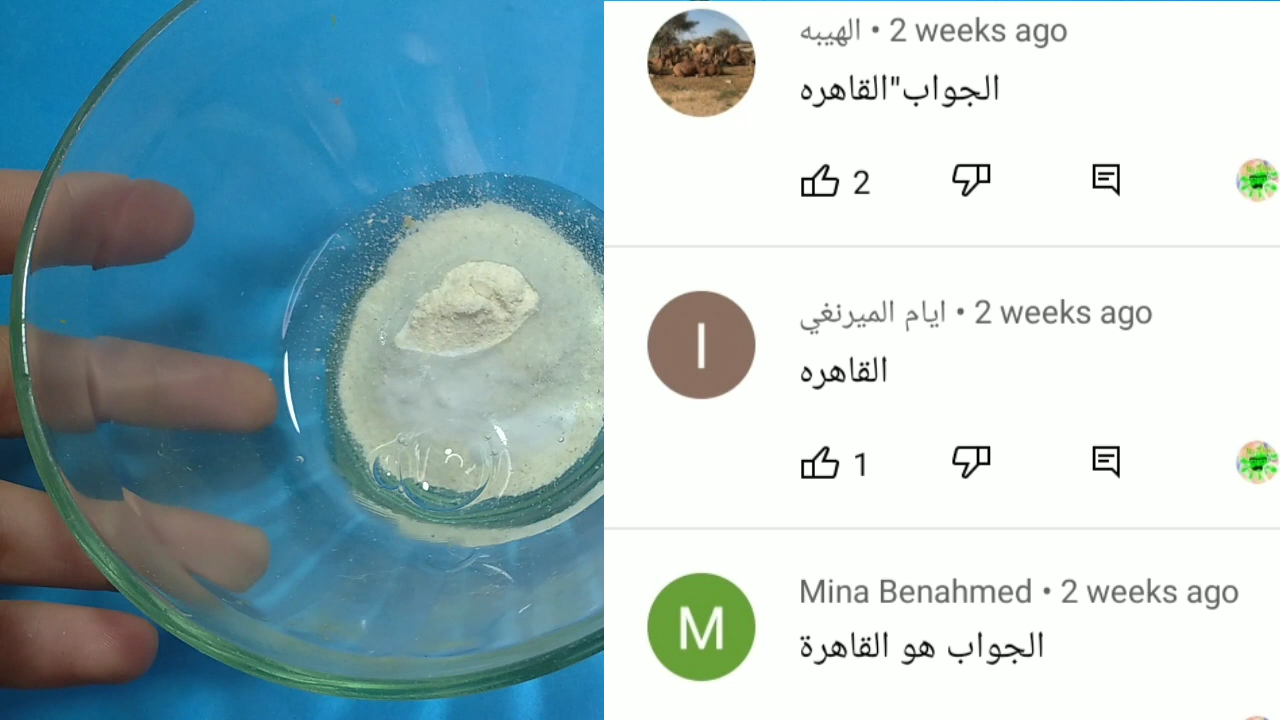 الهيبه • 2 weeks ago
الجواب"القاهره
2
I
ايام الميرنغي • 2 weeks ago
القاهره
1
M
Mina Benahmed • 2 weeks ago
الجواب هو القاهرة